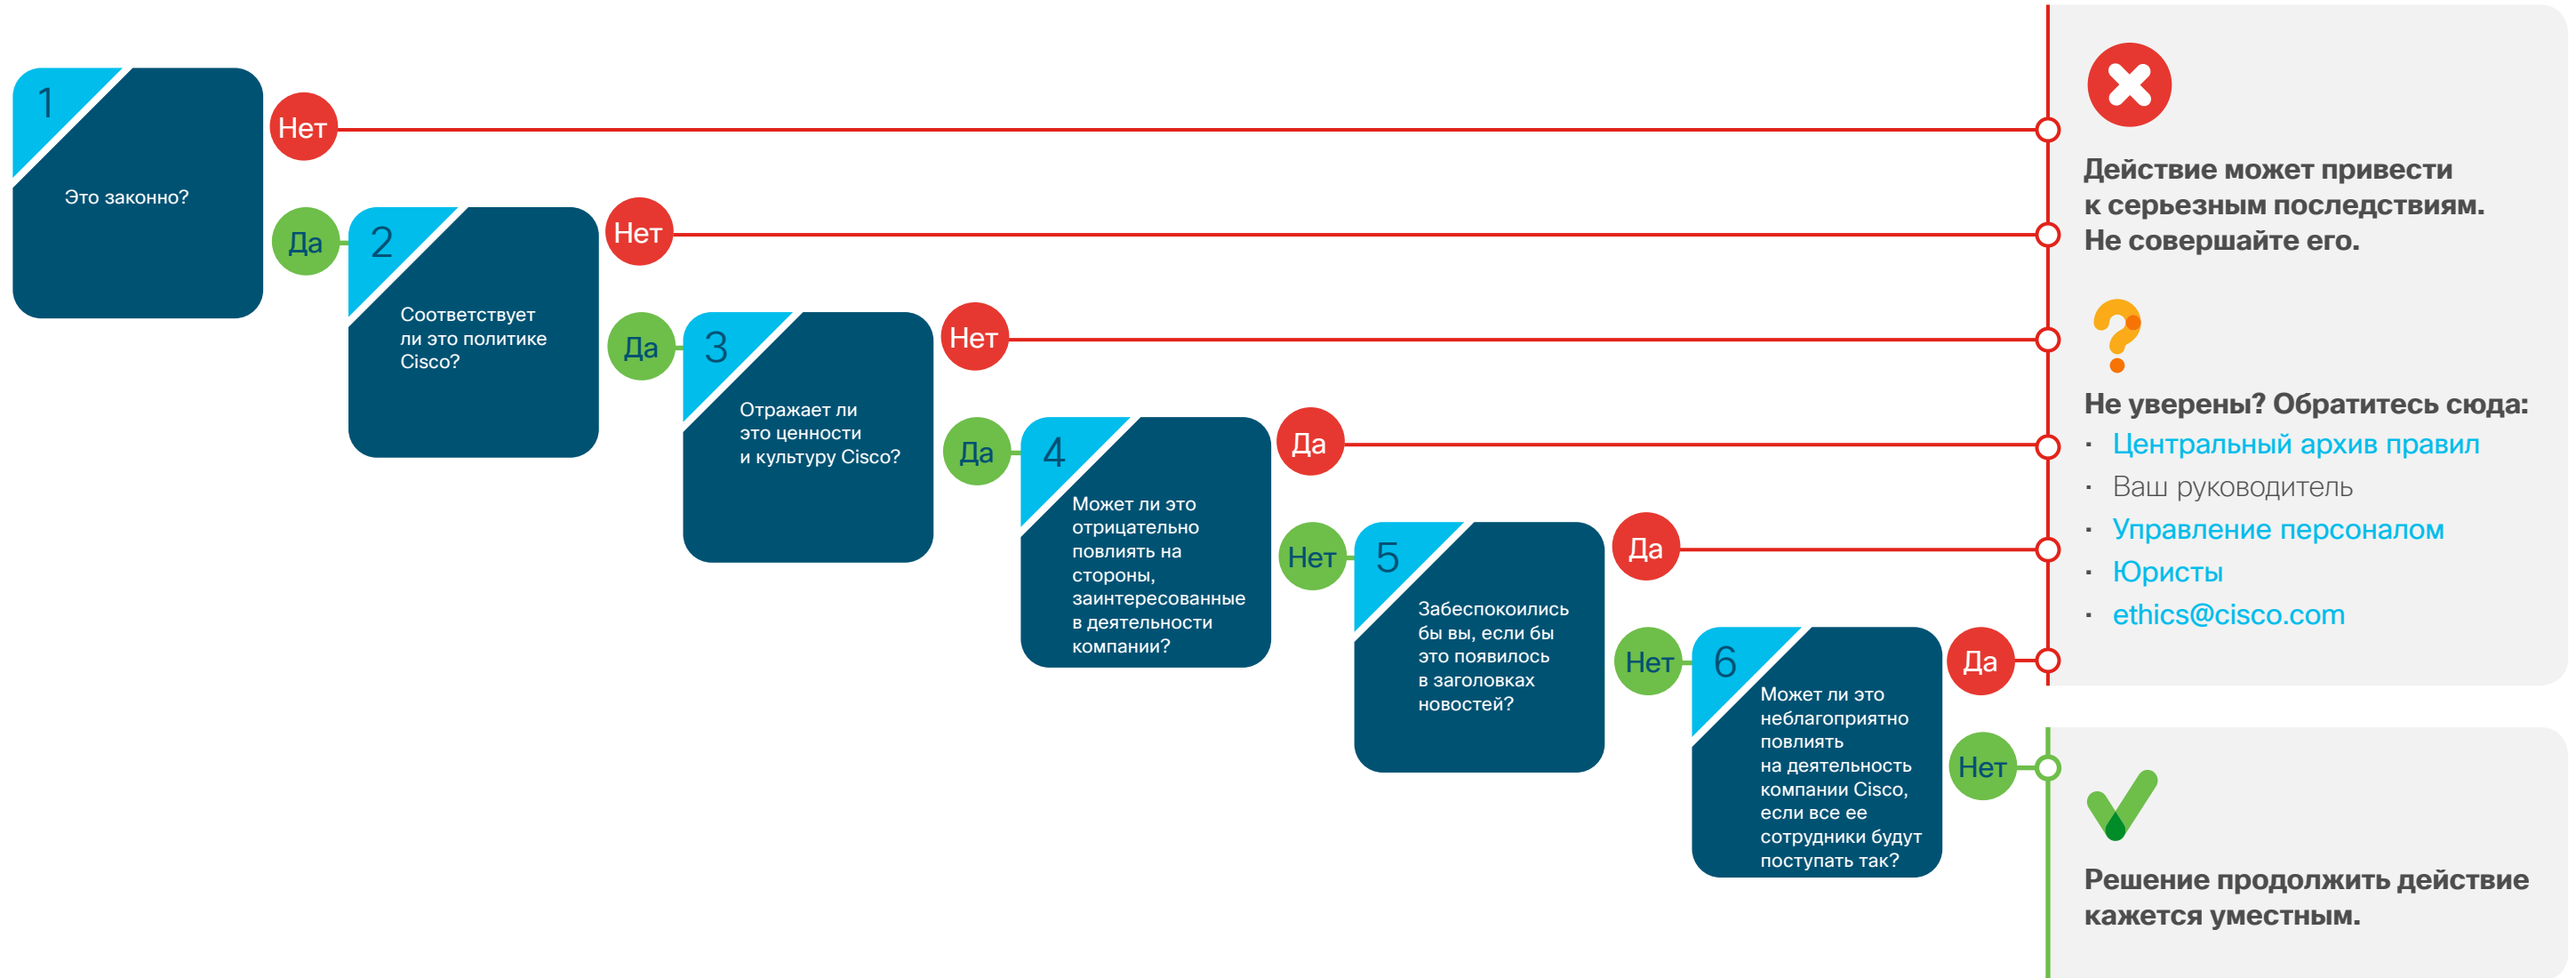 1
Это законно?
Нет
Да
2
Соответствует
ли это политике
Cisco?
Нет
Да
3
Отражает ли
это ценности
и культуру Cisco?
Нет
Да
4
Может ли это
отрицательно
повлиять на
стороны,
заинтересованные
в деятельности
компании?
Да
Нет
5
Забеспокоились
бы вы, если бы
это появилось
в заголовках
новостей?
Да
Нет
6
Может ли это
неблагоприятно
повлиять
на деятельность
компании Cisco,
если все ее
сотрудники будут
поступать так?
Да
Нет
Действие может привести
к серьезным последствиям.
Не совершайте его.
Не уверены? Обратитесь сюда:
· Центральный архив правил
· Ваш руководитель
· Управление персоналом
· Юристы
· ethics@cisco.com
Решение продолжить действие
кажется уместным.